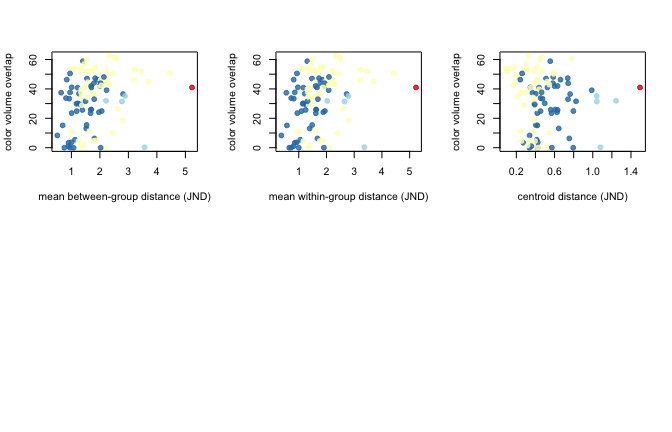 color volume overlap
0 20 40 60
1 2 3 4 5
mean between-group distance (JND)
color volume overlap
0 20 40 60
1 2 3 4 5
mean within-group distance (JND)
color volume overlap
0 20 40 60
0.2 0.6 1.0 1.4
centroid distance (JND)